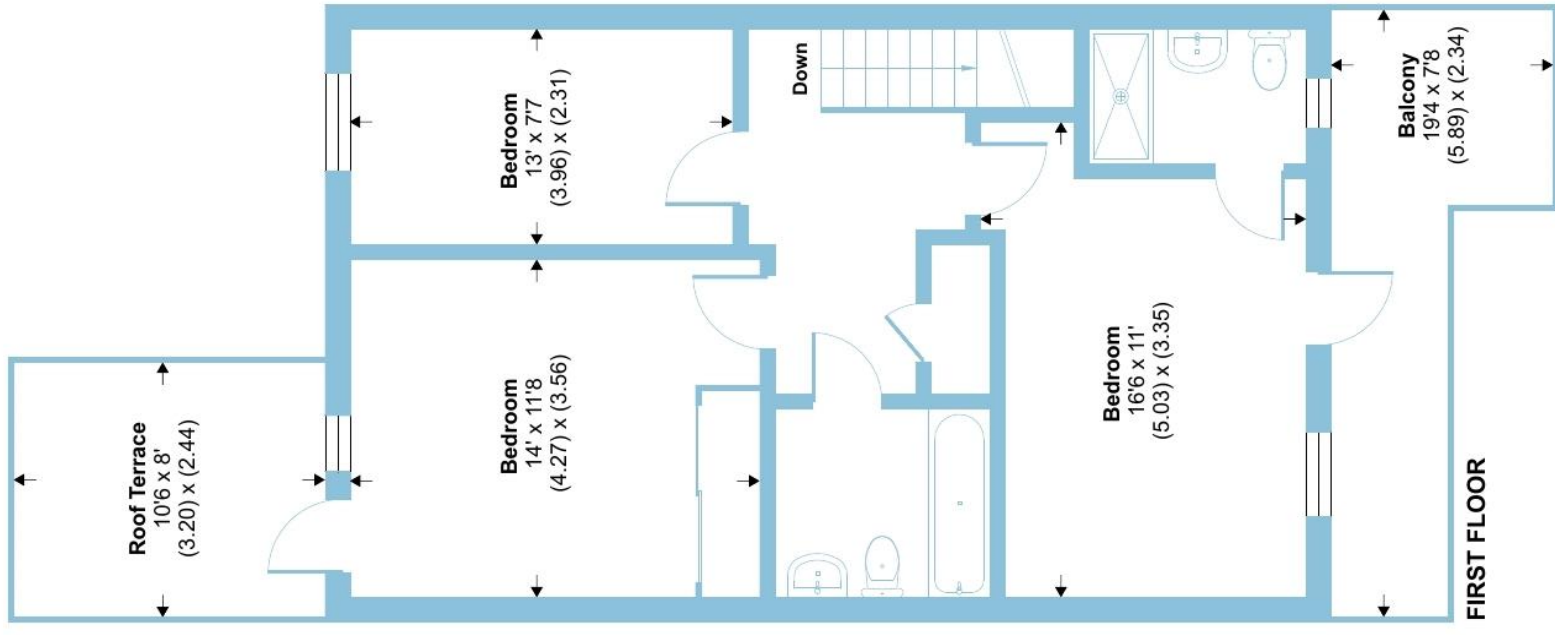 Balcony
19'4 x 7'8
(5.89) x (2.34)
Bedroom
16'6 x 11'
(5.03) x (3.35)
Down
Bedroom
13' x 7'7
(3.96) x (2.31)
Bedroom
14' x 11'8
(4.27) x (3.56)
Roof Terrace
10'6 x 8'
(3.20) x (2.44)
FIRST FLOOR